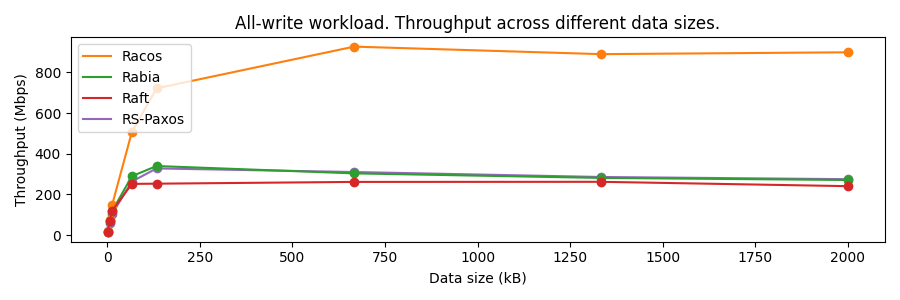 All-write workload. Throughput across different data sizes.
Racos
Rabia
Raft
RS-Paxos
Throughput (Mbps)
800
600
400
200
0
0 250 500 750 1000 1250 1500 1750 2000
Data size (kB)